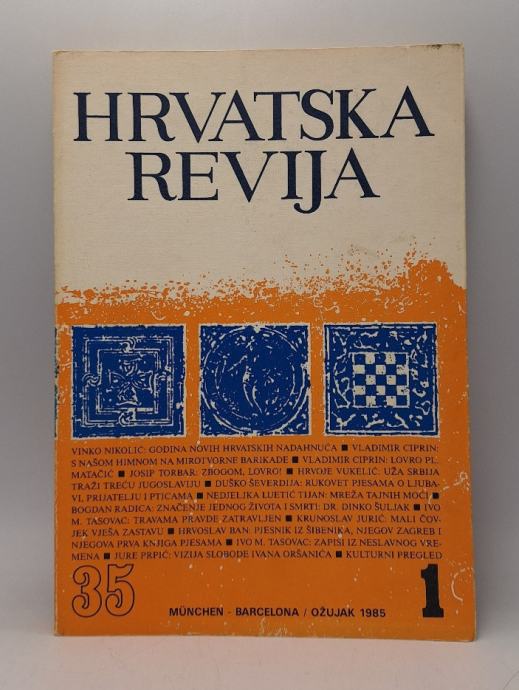 HRVATSKA
REVIJA
VINKO NIKOLIĆ: GODINA NOVIH HRVATSKIH NADAHNUĆA ■ VLADIMIR CIPRIN:
S NAŠOM HIMNOM NA MIROTVORNE BARIKADE ■ VLADIMIR CIPRIN: LOVRO PL.
MATAČIĆ ■ JOSIP TORBAR: ZBOGOM, LOVRO! ■ HRVOJE VUKELIĆ: UŽA SRBIJA
TRAŽI TREĆU JUGOSLAVIJU ■ DUŠKO ŠEVERDIJA: RUKOVET PJESAMA O LJUBA-
VI, PRIJATELJU I PTICAMA ■ NEDJELJKA LUETIĆ TIJAN: MREŽA TAJNIH MOĆI ■
BOGDAN RADICA: ZNAČENJE JEDNOG ŽIVOTA I SMRTI: DR. DINKO ŠULJAK ■ IVO
M. TASOVAC: TRAVAMA PRAVDE ZATRAVLJEN ■ KRUNOSLAV JURIĆ: MALI ČOV-
JEK VJEŠA ZASTAVU ■ HRVOSLAV BAN: PJESNIK IZ ŠIBENIKA, NJEGOV ZAGREB I
NJEGOVA PRVA KNJIGA PJESAMA ■ IVO M. TASOVAC: ZAPISI IZ NESLAVNOG VRE-
MENA ■ JURE PRPIĆ: VIZIJA SLOBODE IVANA ORŠANIĆA ■ KULTURNI PREGLED
35
MÜNCHEN - BARCELONA / OŽUJAK 1985
1